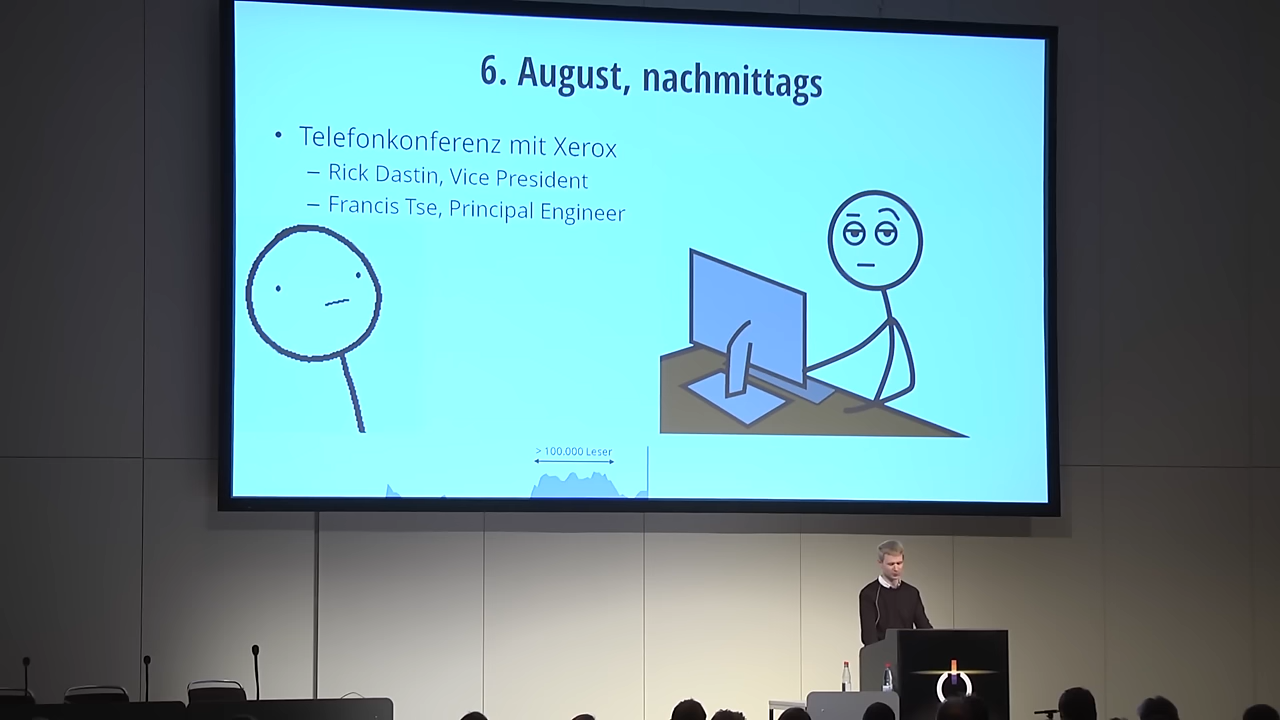 6. August, nachmittags
• Telefonkonferenz mit Xerox
– Rick Dastin, Vice President
– Francis Tse, Principal Engineer
> 100.000 Leser